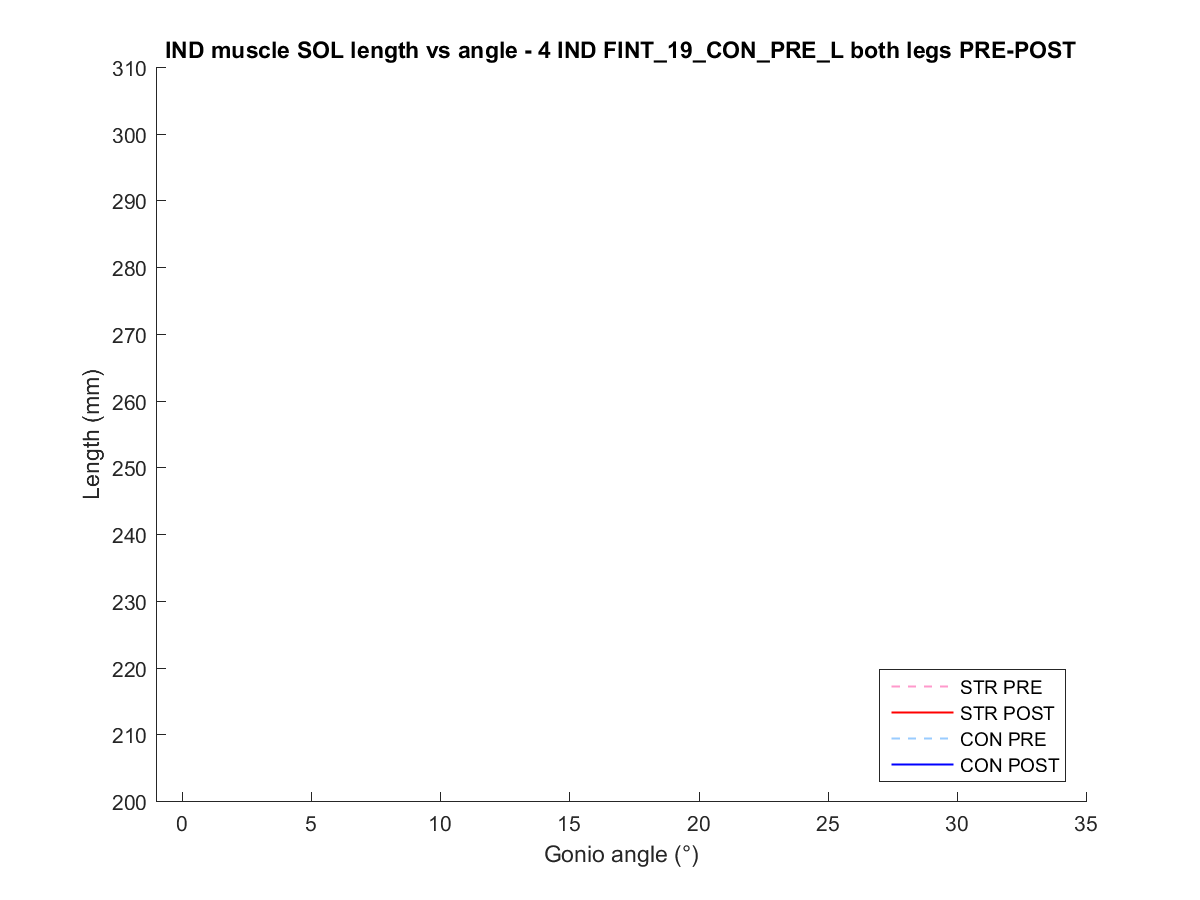 IND muscle SOL length vs angle - 4 IND FINT_19_CON_PRE_L both legs PRE-POST
310
300
290
280
270
260
250
240
230
220
210
200
Length (mm)
STR PRE
STR POST
CON PRE
CON POST
0 5 10 15 20 25 30 35
Gonio angle (°)